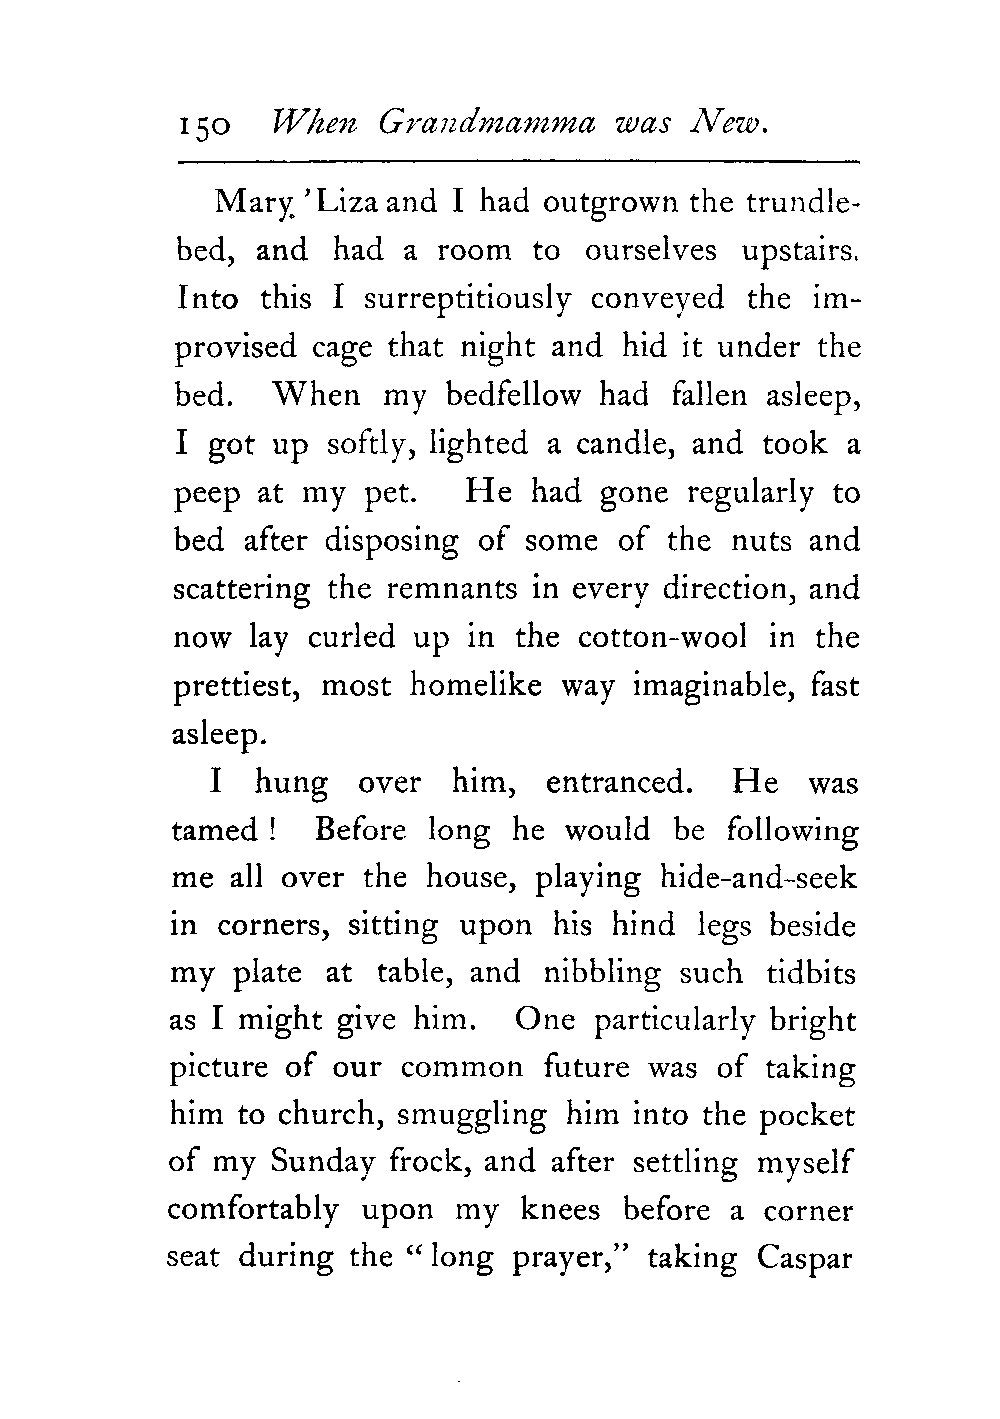 150 When Grandmamma was New.
Mary 'Liza and I had outgrown the trundle-
bed, and had a room to ourselves upstairs.
Into this I surreptitiously conveyed the im-
provised cage that night and hid it under the
bed. When my bedfellow had fallen asleep,
I got up softly, lighted a candle, and took a
peep at my pet. He had gone regularly to
bed after disposing of some of the nuts and
scattering the remnants in every direction, and
now lay curled up in the cotton-wool in the
prettiest, most homelike way imaginable, fast
asleep.
I hung over him, entranced. He was
tamed! Before long he would be following
me all over the house, playing hide-and-seek
in corners, sitting upon his hind legs beside
my plate at table, and nibbling such tidbits
as I might give him. One particularly bright
picture of our common future was of taking
him to church, smuggling him into the pocket
of my Sunday frock, and after settling myself
comfortably upon my knees before a corner
seat during the "long prayer," taking Caspar